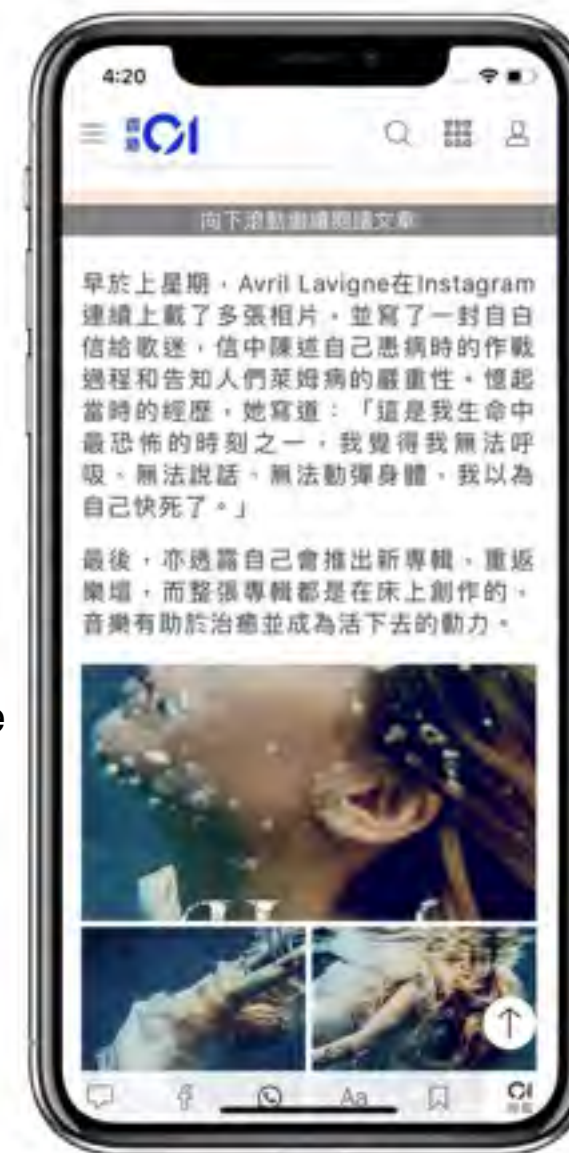 4:20
香港01
向下滾動繼續閱讀文章
早於上星期，Avril Lavigne在Instagram
連續上載了多張相片，並寫了一封自白
信給歌迷，信中陳述自己患病時的作戰
過程和告知人們萊姆病的嚴重性。憶起
當時的經歷，她寫道：「這是我生命中
最恐怖的時刻之一，我覺得我無法呼
吸、無法說話、無法動彈身體，我以為
自己快死了。」
最後，亦透露自己會推出新專輯、重返
樂壇，而整張專輯都是在床上創作的，
音樂有助於治癒並成為活下去的動力。
e
Aa
01